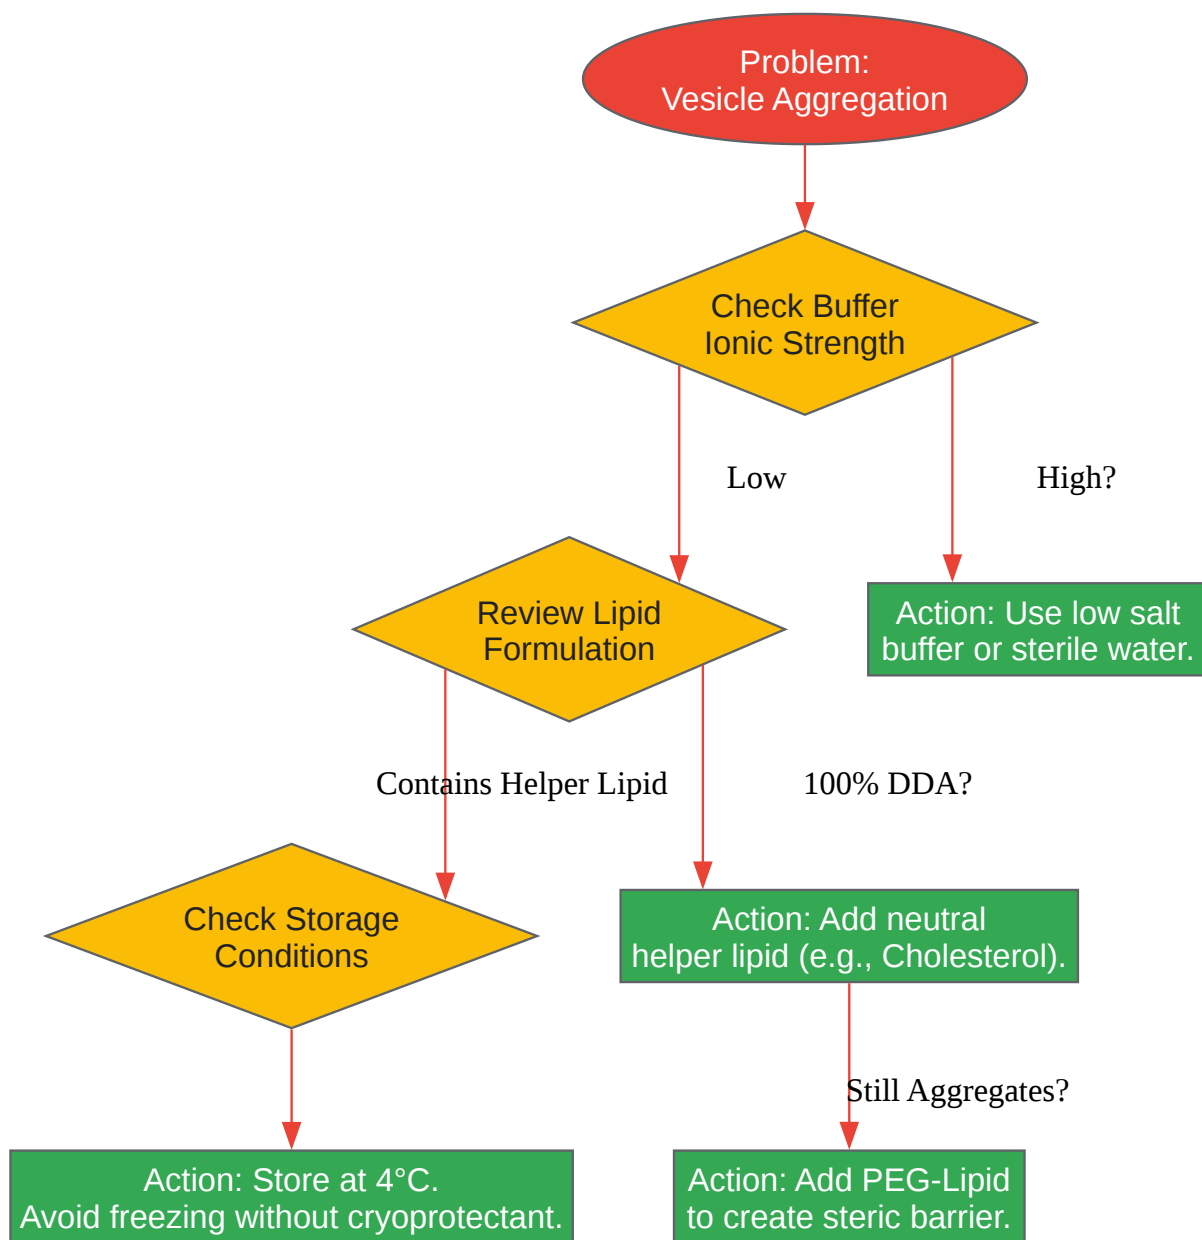 Problem:
Vesicle Aggregation
Check Buffer
Ionic Strength
Low
High?
Review Lipid
Formulation
Action: Use low salt
buffer or sterile water.
Contains Helper Lipid
100% DDA?
Check Storage
Conditions
Action: Add neutral
helper lipid (e.g., Cholesterol).
Still Aggregates?
Action: Store at 4°C.
Avoid freezing without cryoprotectant.
Action: Add PEG-Lipid
to create steric barrier.